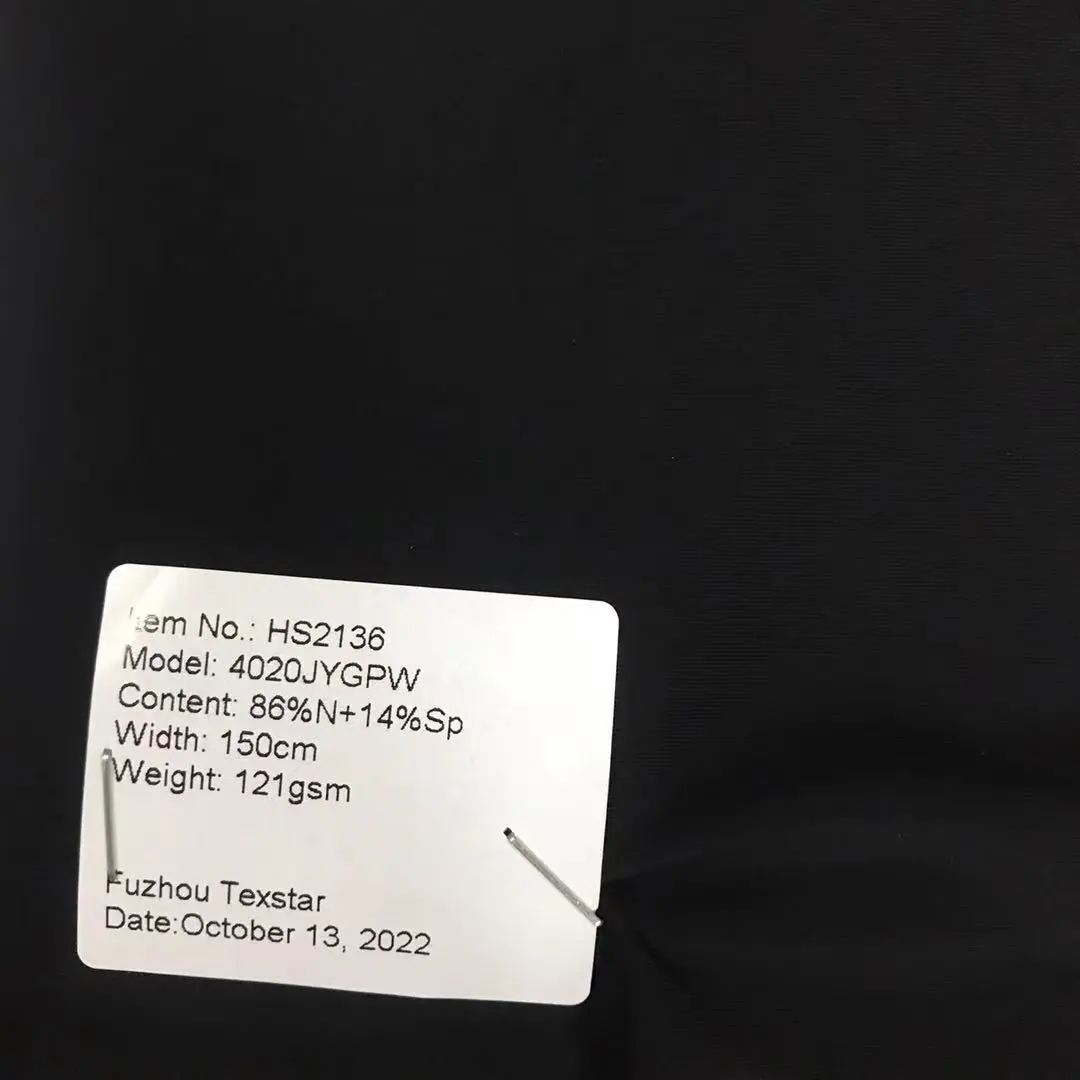 Item No.: HS2136
Model: 4020JYGPW
Content: 86%N+14%Sp
Width: 150cm
Weight: 121gsm
Fuzhou Texstar
Date:October 13, 2022